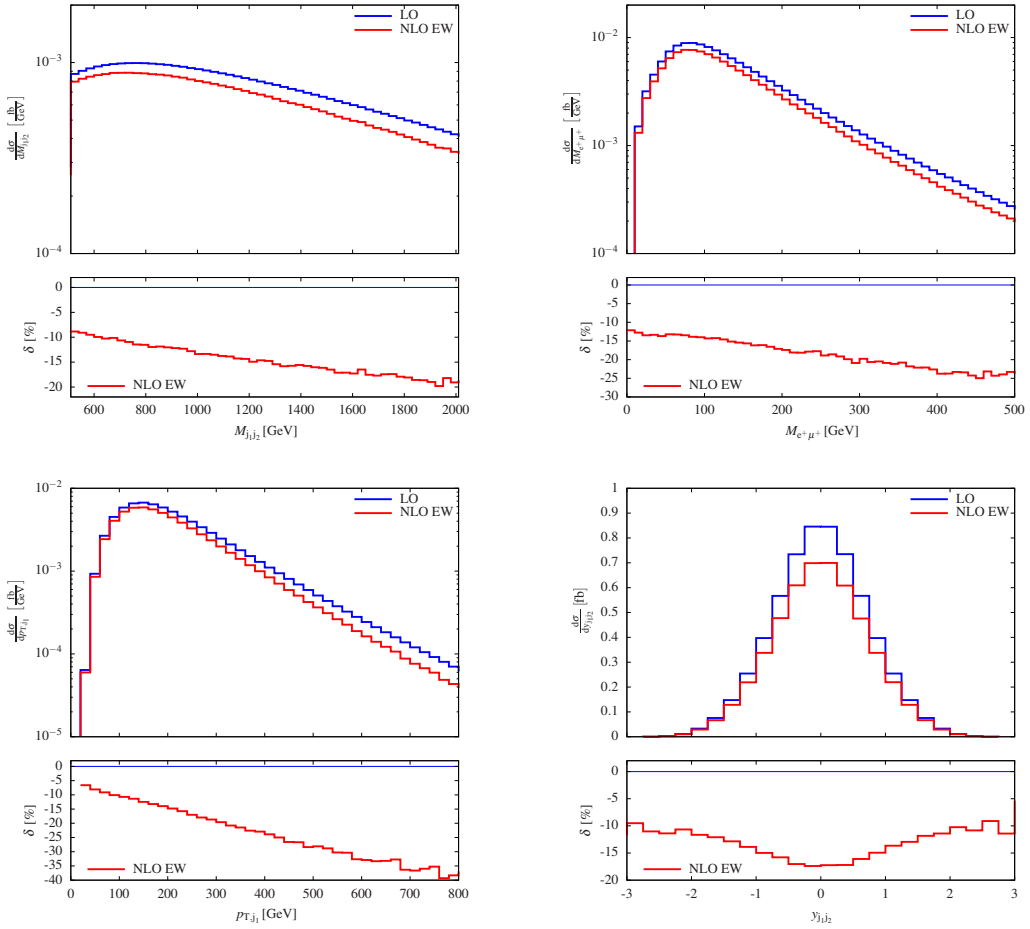 LO
NLO EW
10⁻³
10⁻⁴
dσ/dM_{j₁j₂} [fb/GeV]
0
-5
-10
-15
-20
δ [%]
NLO EW
600 800 1000 1200 1400 1600 1800 2000
M_{j₁j₂} [GeV]
LO
NLO EW
10⁻²
10⁻³
10⁻⁴
dσ/dM_{e⁺μ⁺} [fb/GeV]
0
-5
-10
-15
-20
-25
-30
δ [%]
NLO EW
0 100 200 300 400 500
M_{e⁺μ⁺} [GeV]
LO
NLO EW
10⁻²
10⁻³
10⁻⁴
10⁻⁵
dσ/dp_{T,j₁} [fb/GeV]
0
-5
-10
-15
-20
-25
-30
-35
-40
δ [%]
NLO EW
0 100 200 300 400 500 600 700 800
p_{T,j₁} [GeV]
LO
NLO EW
1
0.9
0.8
0.7
0.6
0.5
0.4
0.3
0.2
0.1
0
dσ/dy_{j₁j₂} [fb]
0
-5
-10
-15
-20
δ [%]
NLO EW
-3 -2 -1 0 1 2 3
y_{j₁j₂}